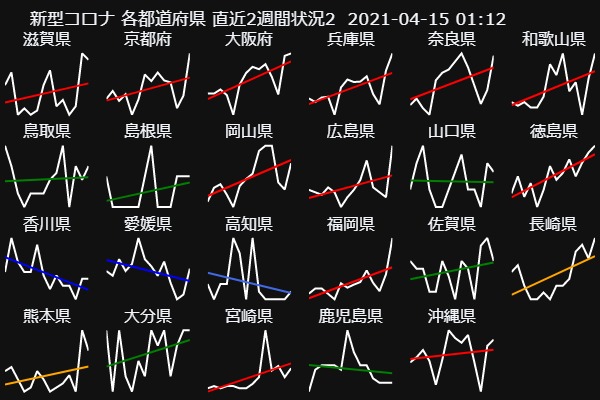 新型コロナ 各都道府県 直近2週間状況2 2021-04-15 01:12
滋賀県 京都府 大阪府 兵庫県 奈良県 和歌山県
鳥取県 島根県 岡山県 広島県 山口県 徳島県
香川県 愛媛県 高知県 福岡県 佐賀県 長崎県
熊本県 大分県 宮崎県 鹿児島県 沖縄県